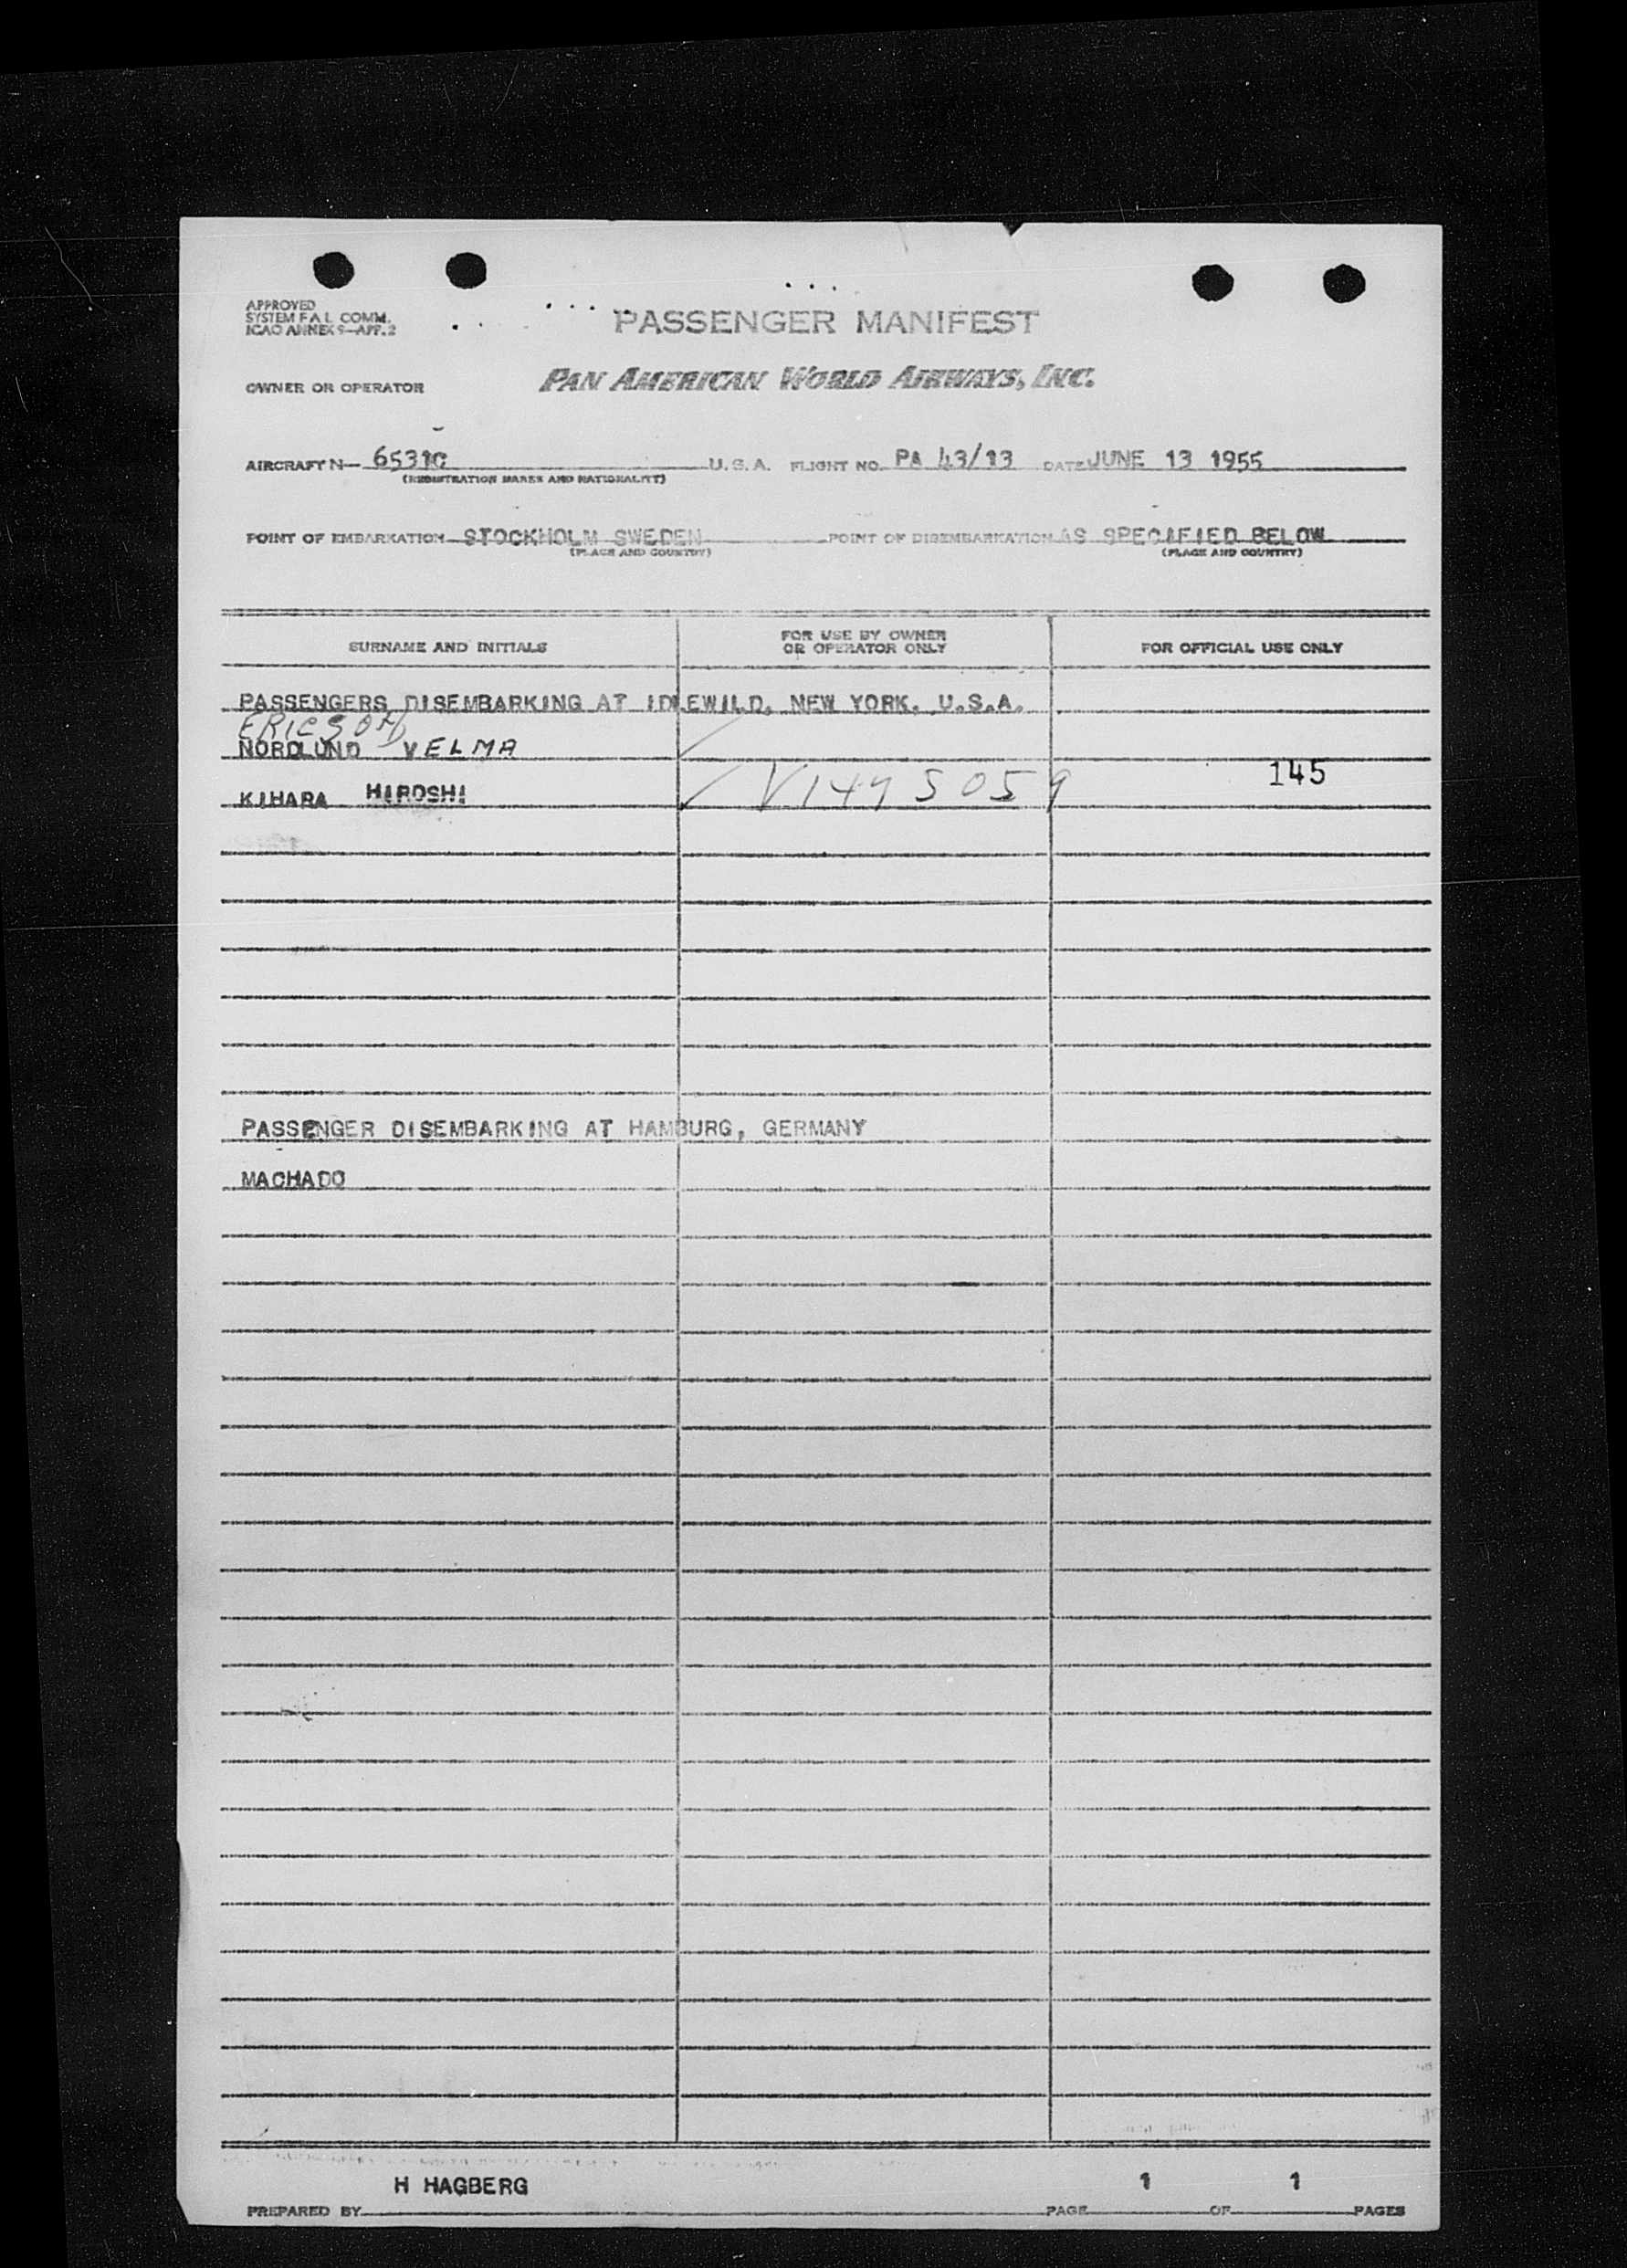 APPROVED
SYSTEM F A L COMM.
ICAO ANNEX 9—APP. 2
PASSENGER MANIFEST
OWNER OR OPERATOR
PAN AMERICAN WORLD AIRWAYS, INC.
AIRCRAFT N— 6531C U. S. A. FLIGHT NO. PA 43/13 DATE JUNE 13 1955
(REGISTRATION MARKS AND NATIONALITY)
POINT OF EMBARKATION STOCKHOLM SWEDEN POINT OF DISEMBARKATION AS SPECIFIED BELOW
(PLACE AND COUNTRY) (PLACE AND COUNTRY)
SURNAME AND INITIALS FOR USE BY OWNER OR OPERATOR ONLY FOR OFFICIAL USE ONLY
PASSENGERS DISEMBARKING AT IDLEWILD, NEW YORK. U.S.A.
ERICSON
NORDLUND VELMA
KIHARA HIROSHI ✓ V1495059 145
PASSENGER DISEMBARKING AT HAMBURG, GERMANY
MACHADO
H HAGBERG 1 1
PREPARED BY PAGE OF PAGES